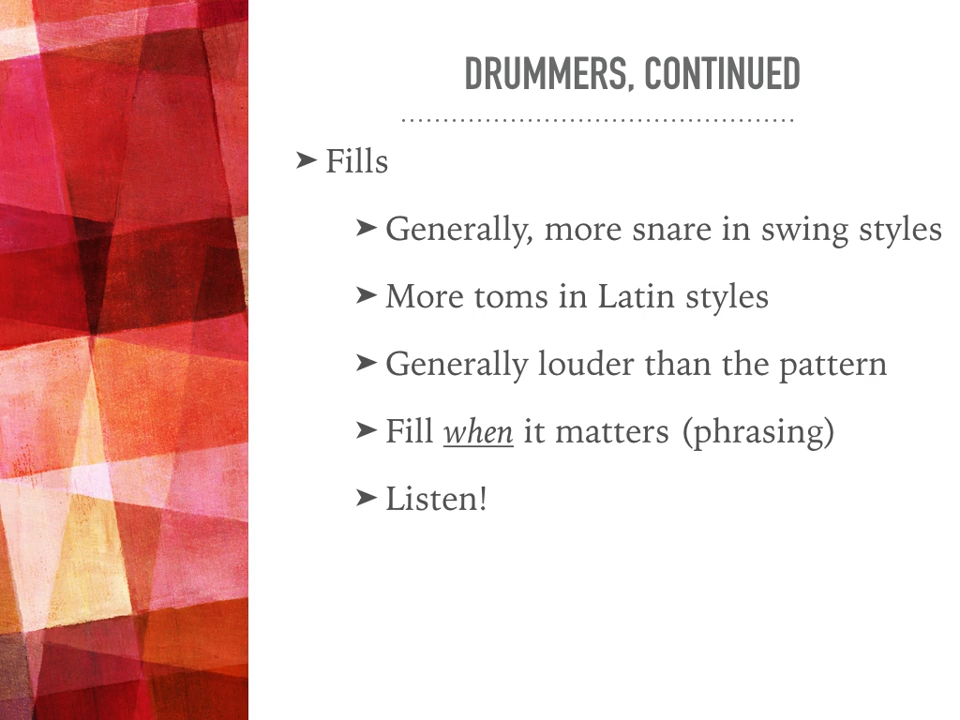 DRUMMERS, CONTINUED
➤ Fills
➤ Generally, more snare in swing styles
➤ More toms in Latin styles
➤ Generally louder than the pattern
➤ Fill when it matters (phrasing)
➤ Listen!